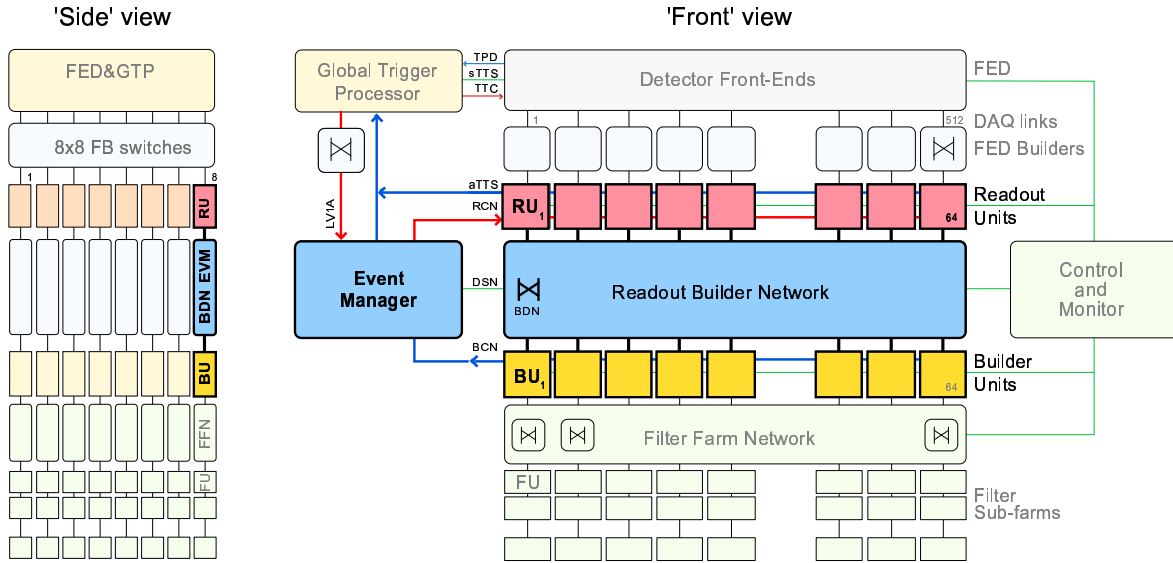 'Side' view
FED&GTP
8x8 FB switches
1
8
RU
BDN EVM
BU
FFN
FU
'Front' view
Global Trigger
Processor
TPD
sTTS
TTC
Detector Front-Ends
FED
1
512
DAQ links
FED Builders
LV1A
aTTS
RCN
RU1
64
Readout
Units
Event
Manager
DSN
BDN
Readout Builder Network
Control
and
Monitor
BCN
BU1
64
Builder
Units
Filter Farm Network
FU
Filter
Sub-farms